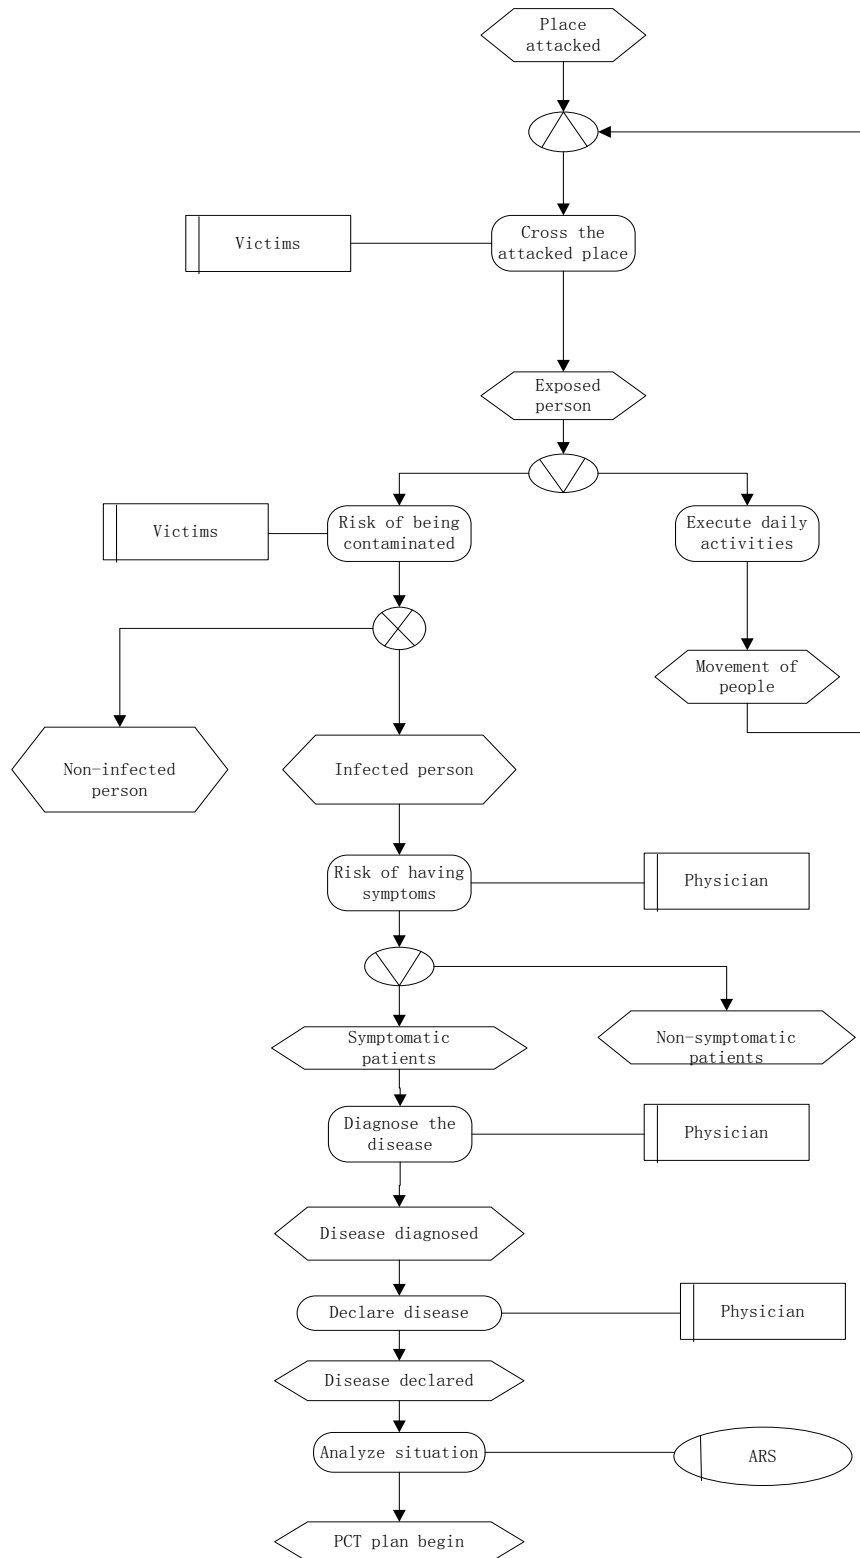 Place
attacked
Victims
Cross the
attacked place
Exposed
person
Victims
Risk of being
contaminated
Execute daily
activities
Movement of
people
Non-infected
person
Infected person
Risk of having
symptoms
Physician
Symptomatic
patients
Non-symptomatic
patients
Diagnose the
disease
Physician
Disease diagnosed
Declare disease
Physician
Disease declared
Analyze situation
ARS
PCT plan begin